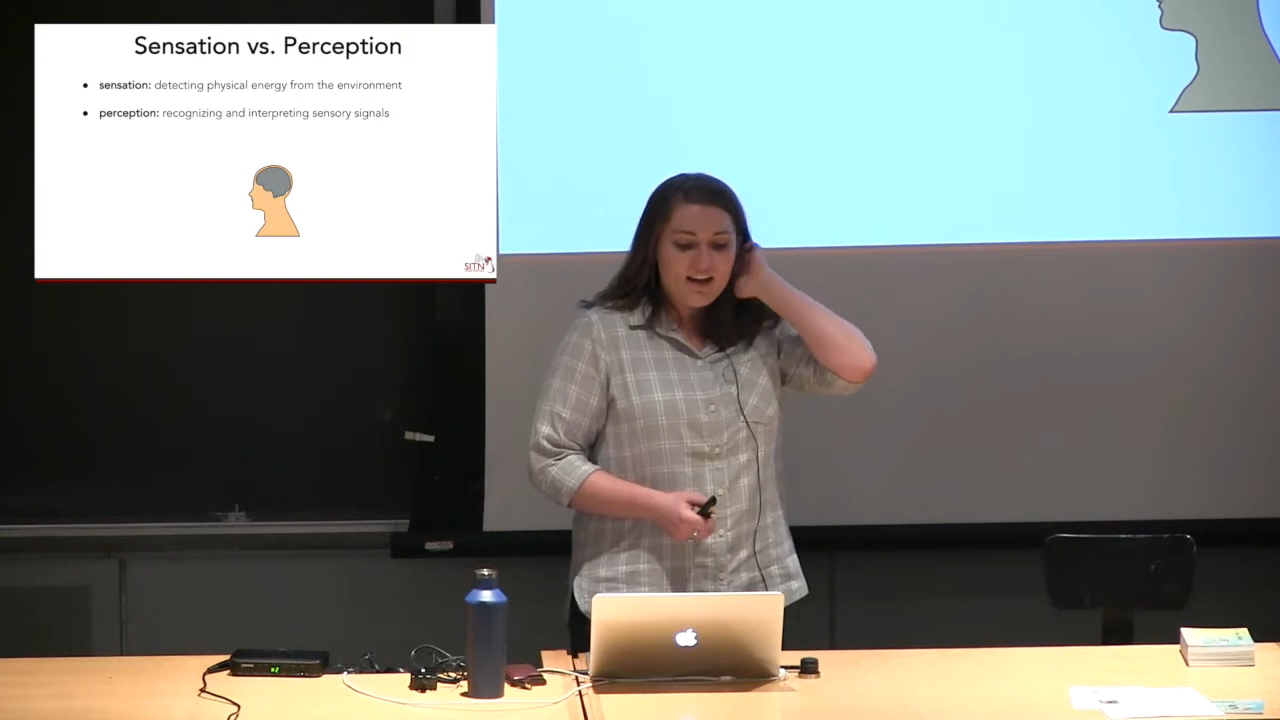 Sensation vs. Perception
• sensation: detecting physical energy from the environment
• perception: recognizing and interpreting sensory signals
SITN